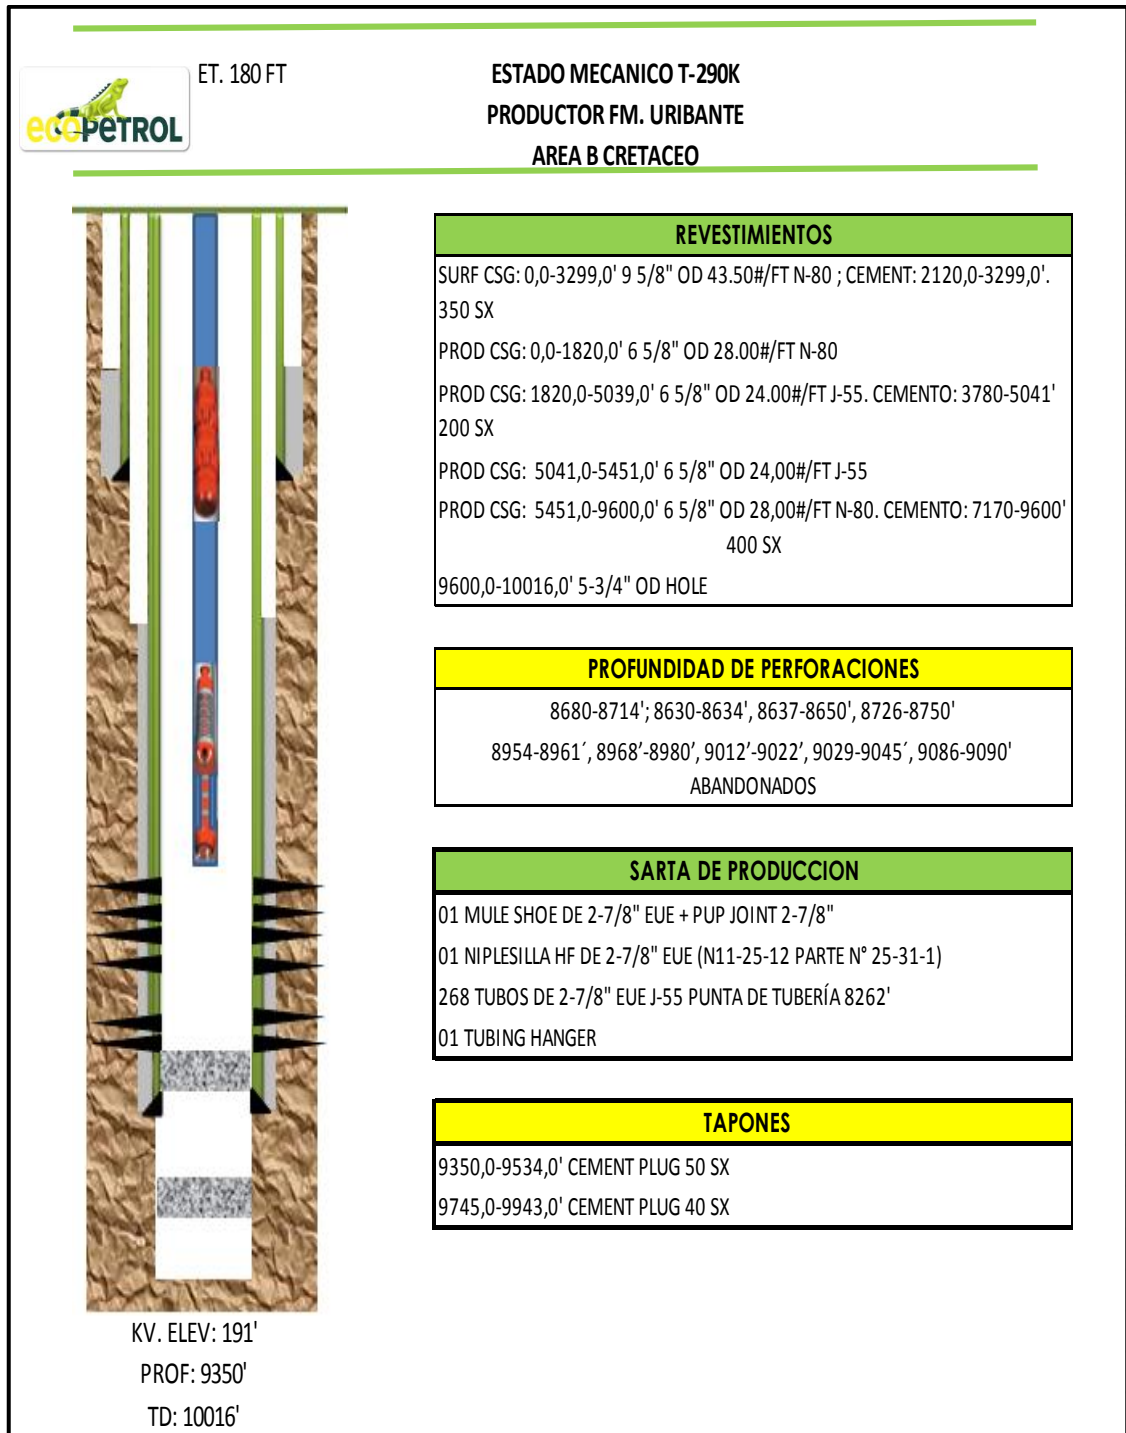 ET. 180 FT
ESTADO MECANICO T-290K
PRODUCTOR FM. URIBANTE
AREA B CRETACEO
ecoPETROL
REVESTIMIENTOS
SURF CSG: 0,0-3299,0' 9 5/8" OD 43.50#/FT N-80 ; CEMENT: 2120,0-3299,0'.
350 SX
PROD CSG: 0,0-1820,0' 6 5/8" OD 28.00#/FT N-80
PROD CSG: 1820,0-5039,0' 6 5/8" OD 24.00#/FT J-55. CEMENTO: 3780-5041'
200 SX
PROD CSG: 5041,0-5451,0' 6 5/8" OD 24,00#/FT J-55
PROD CSG: 5451,0-9600,0' 6 5/8" OD 28,00#/FT N-80. CEMENTO: 7170-9600'
400 SX
9600,0-10016,0' 5-3/4" OD HOLE
PROFUNDIDAD DE PERFORACIONES
8680-8714'; 8630-8634', 8637-8650', 8726-8750'
8954-8961´, 8968’-8980’, 9012’-9022’, 9029-9045´, 9086-9090'
ABANDONADOS
SARTA DE PRODUCCION
01 MULE SHOE DE 2-7/8" EUE + PUP JOINT 2-7/8"
01 NIPLESILLA HF DE 2-7/8" EUE (N11-25-12 PARTE N° 25-31-1)
268 TUBOS DE 2-7/8" EUE J-55 PUNTA DE TUBERÍA 8262'
01 TUBING HANGER
TAPONES
9350,0-9534,0' CEMENT PLUG 50 SX
9745,0-9943,0' CEMENT PLUG 40 SX
KV. ELEV: 191'
PROF: 9350'
TD: 10016'